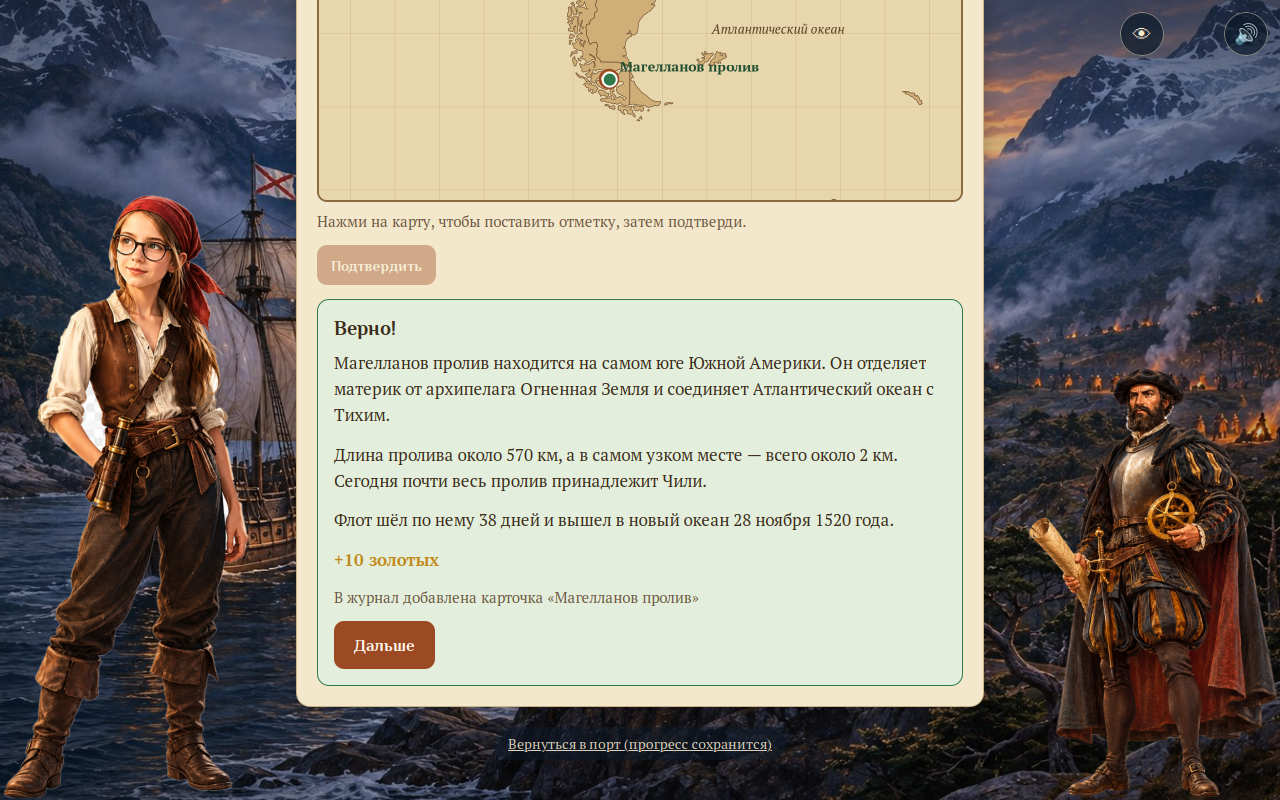 Атлантический океан
Магелланов пролив
Нажми на карту, чтобы поставить отметку, затем подтверди.
Подтвердить
Верно!
Магелланов пролив находится на самом юге Южной Америки. Он отделяет
материк от архипелага Огненная Земля и соединяет Атлантический океан с
Тихим.
Длина пролива около 570 км, а в самом узком месте — всего около 2 км.
Сегодня почти весь пролив принадлежит Чили.
Флот шёл по нему 38 дней и вышел в новый океан 28 ноября 1520 года.
+10 золотых
В журнал добавлена карточка «Магелланов пролив»
Дальше
Вернуться в порт (прогресс сохранится)